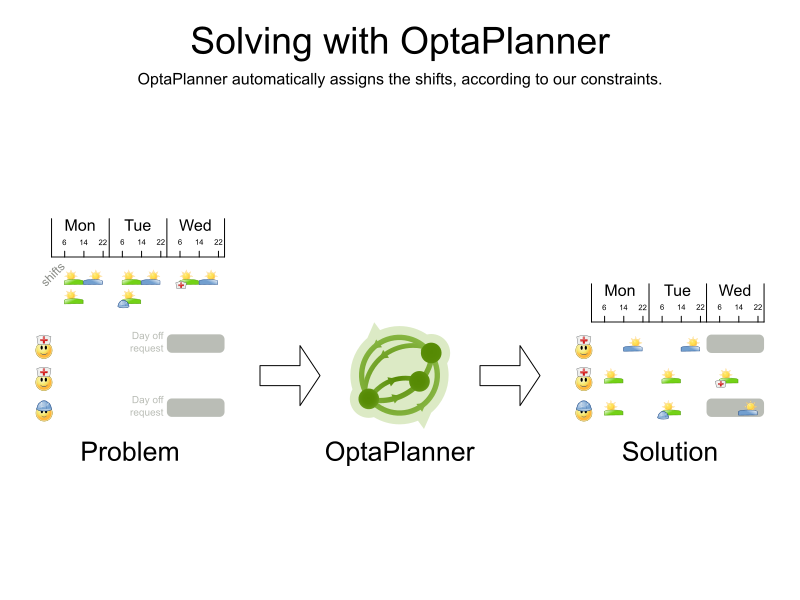 Solving with OptaPlanner
OptaPlanner automatically assigns the shifts, according to our constraints.
Mon Tue Wed
6 14 22 6 14 22 6 14 22
shifts
Day off
request
Day off
request
Problem
OptaPlanner
Mon Tue Wed
6 14 22 6 14 22 6 14 22
Solution